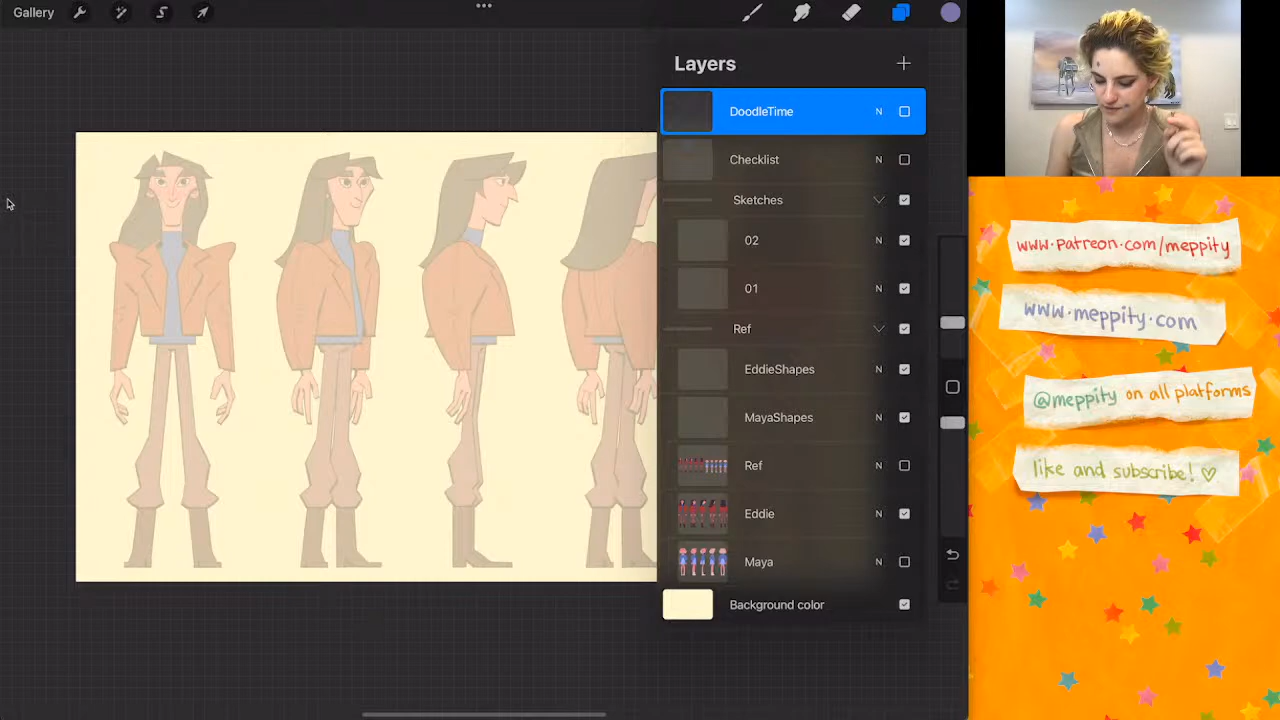 Gallery
Layers
DoodleTime N
Checklist N
Sketches N
02 N
01 N
Ref N
EddieShapes N
MayaShapes N
Ref N
Eddie N
Maya N
Background color
www.patreon.com/meppity
www.meppity.com
@meppity on all platforms
like and subscribe! ♡